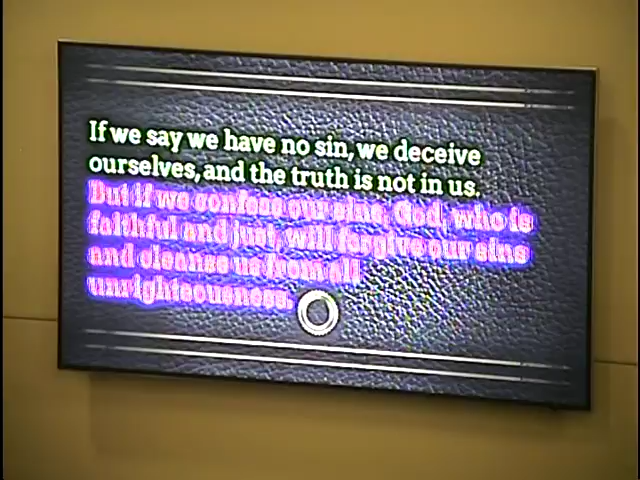 If we say we have no sin, we deceive
ourselves, and the truth is not in us.
But if we confess our sins, God, who is
faithful and just, will forgive our sins
and cleanse us from all
unrighteousness.